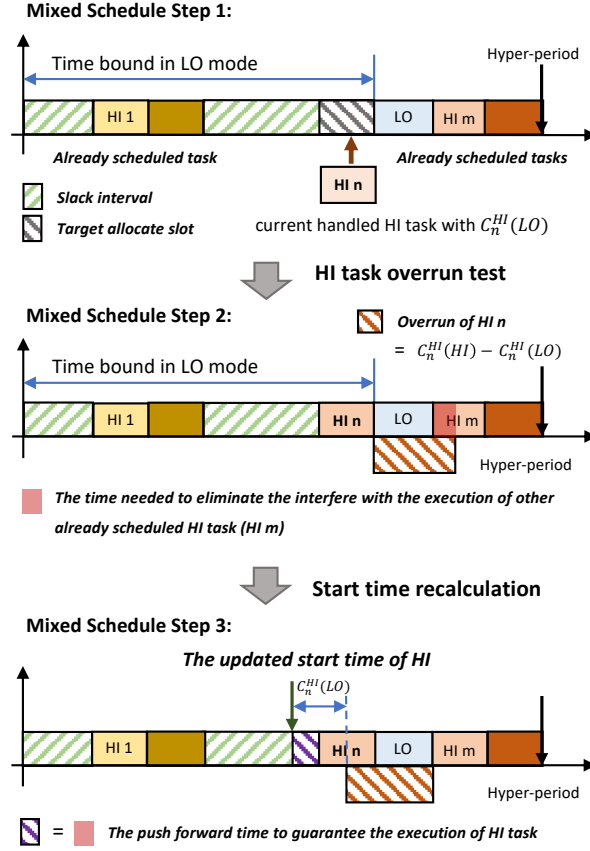 Mixed Schedule Step 1:
Hyper-period
Time bound in LO mode
HI 1
LO
HI m
Already scheduled task
Already scheduled tasks
HI n
Slack interval
Target allocate slot
current handled HI task with C_n^{HI}(LO)
HI task overrun test
Mixed Schedule Step 2:
Overrun of HI n
= C_n^{HI}(HI) − C_n^{HI}(LO)
Time bound in LO mode
HI 1
HI n
LO
HI m
Hyper-period
The time needed to eliminate the interfere with the execution of other
already scheduled HI task (HI m)
Start time recalculation
Mixed Schedule Step 3:
The updated start time of HI
C_n^{HI}(LO)
HI 1
HI n
LO
HI m
Hyper-period
= The push forward time to guarantee the execution of HI task